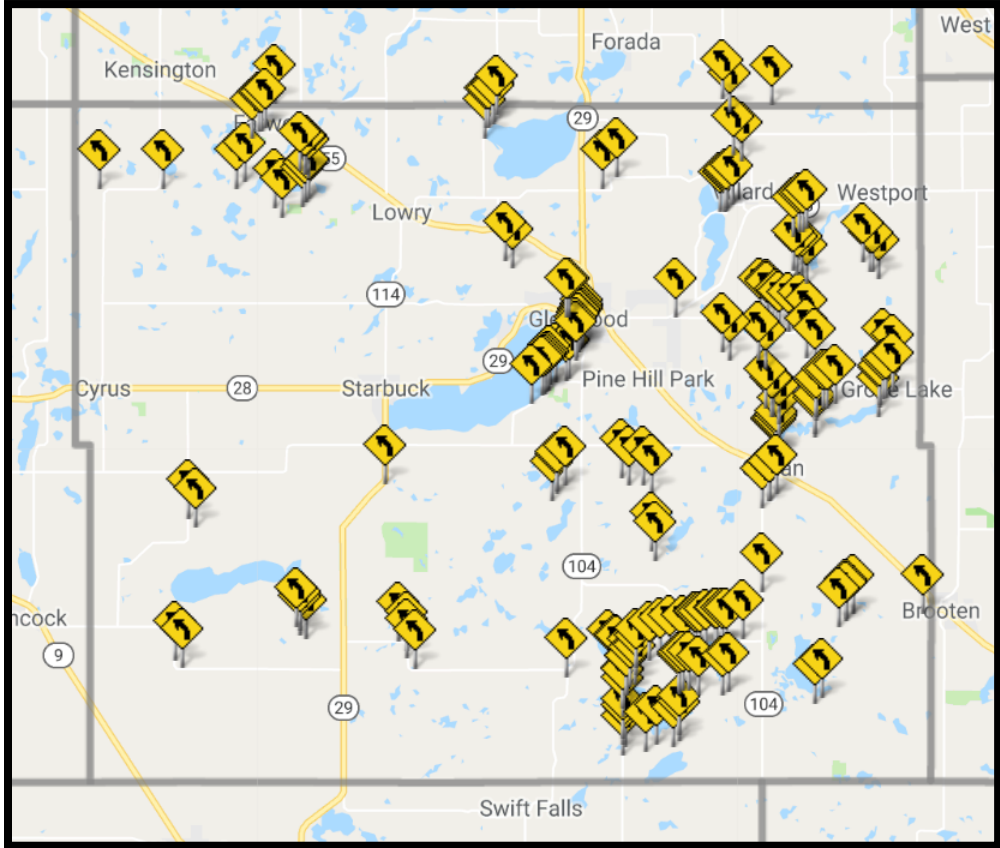 West
Forada
Kensington
29
55
Westport
Lowry
114
29
Pine Hill Park
Cyrus
28
Starbuck
Grove Lake
104
Brooten
9
29
104
Swift Falls